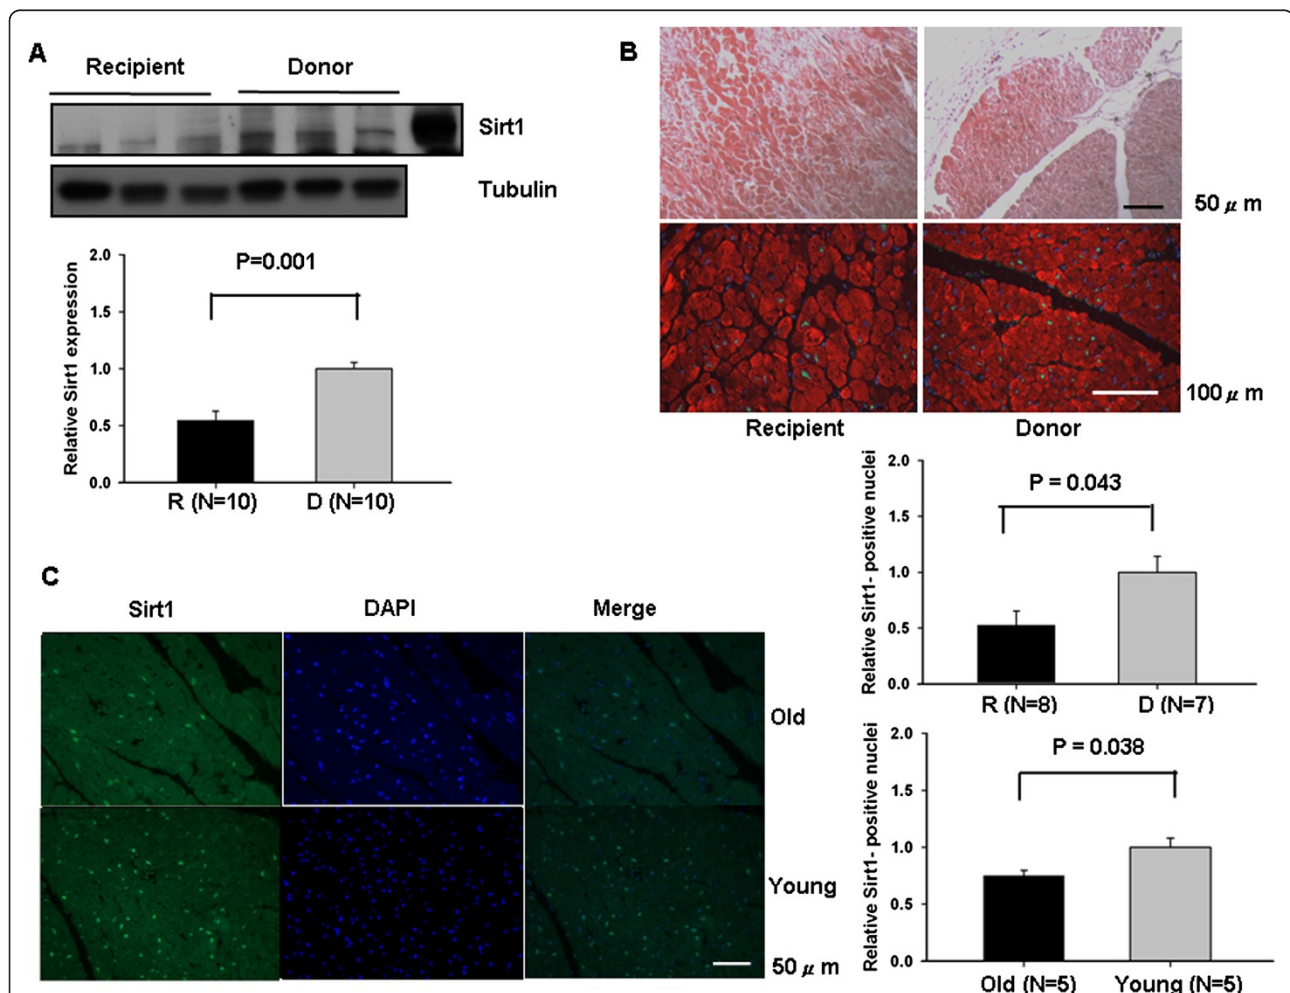 A
Recipient Donor
Sirt1
Tubulin
2.0
P=0.001
1.5
1.0
0.5
0.0
Relative Sirt1 expression
R (N=10) D (N=10)
B
50 μ m
100 μ m
Recipient Donor
2.0
P = 0.043
1.5
1.0
0.5
0.0
Relative Sirt1- positive nuclei
R (N=8) D (N=7)
C
Sirt1 DAPI Merge
Old
Young
50 μ m
2.0
P = 0.038
1.5
1.0
0.5
0.0
Relative Sirt1- positive nuclei
Old (N=5) Young (N=5)